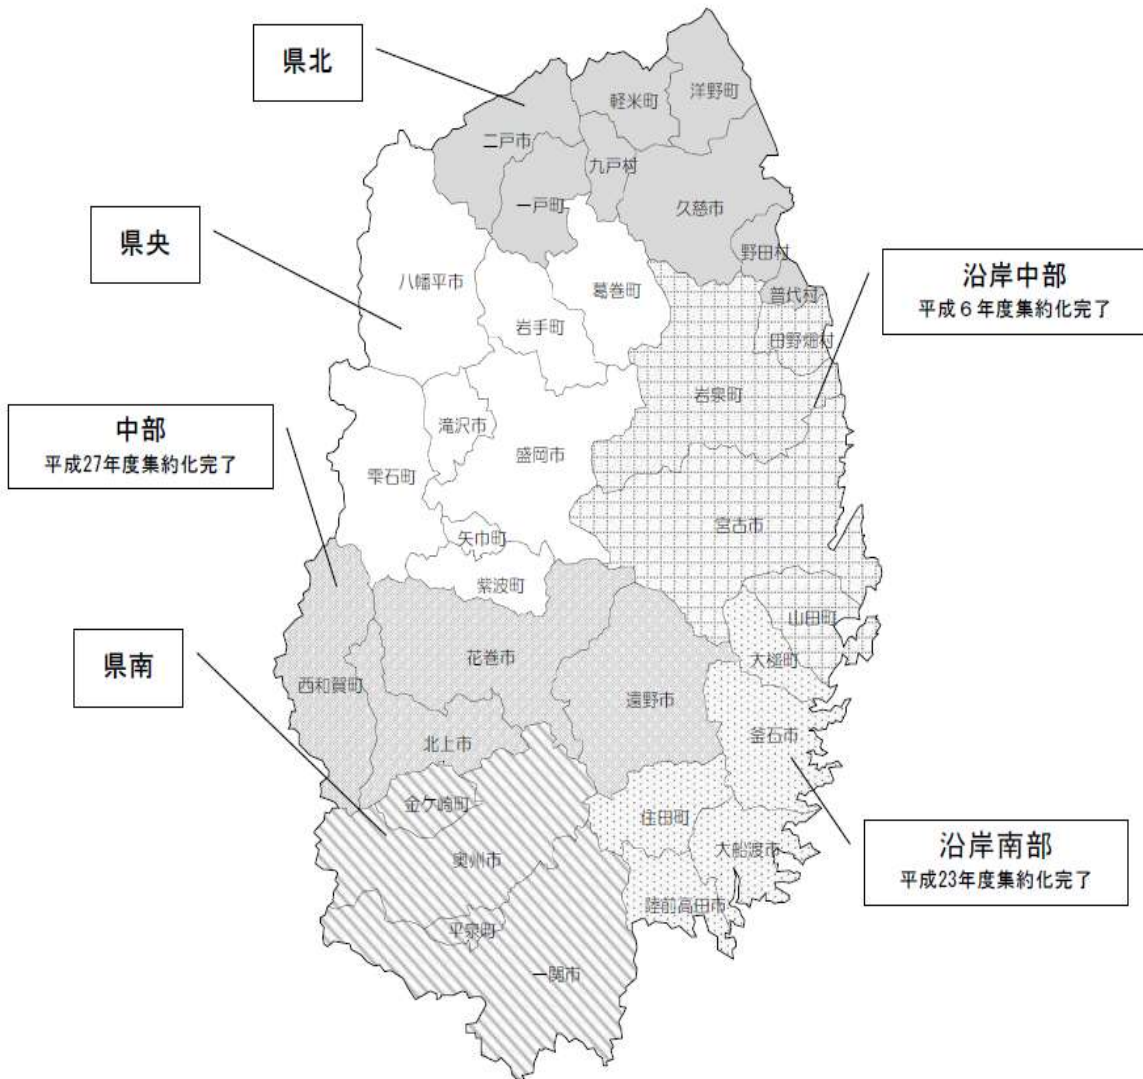 県北
軽米町
洋野町
二戸市
九戸村
一戸町
久慈市
県央
野田村
八幡平市
葛巻町
普代村
沿岸中部
平成６年度集約化完了
岩手町
田野畑村
岩泉町
中部
平成27年度集約化完了
滝沢市
盛岡市
雫石町
宮古市
矢巾町
紫波町
山田町
県南
花巻市
大槌町
西和賀町
遠野市
釜石市
北上市
金ケ崎町
住田町
大船渡市
沿岸南部
平成23年度集約化完了
奥州市
陸前高田市
平泉町
一関市